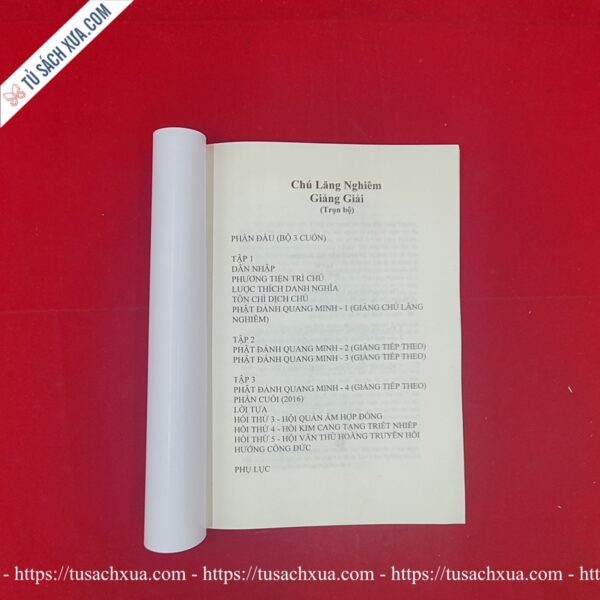 TỦ SÁCH XƯA.COM
Chú Lăng Nghiêm
Giảng Giải
(Trọn bộ)
PHẦN ĐẦU (BỘ 3 CUỐN)
TẬP 1
DẪN NHẬP
PHƯƠNG TIỆN TRÌ CHÚ
LƯỢC THÍCH DANH NGHĨA
TÔN CHỈ DỊCH CHÚ
PHẬT ĐẢNH QUANG MINH - 1 (GIẢNG CHÚ LĂNG
NGHIÊM)
TẬP 2
PHẬT ĐẢNH QUANG MINH - 2 (GIẢNG TIẾP THEO)
PHẬT ĐẢNH QUANG MINH - 3 (GIẢNG TIẾP THEO)
TẬP 3
PHẬT ĐẢNH QUANG MINH - 4 (GIẢNG TIẾP THEO)
PHẦN CUỐI (2016)
LỜI TỰA
HỘI THỨ 3 - HỘI QUÁN ÂM HỢP ĐỒNG
HỘI THỨ 4 - HỘI KIM CANG TẠNG TRIẾT NHIẾP
HỘI THỨ 5 - HỘI VĂN THÙ HOẰNG TRUYỀN HỒI
HƯỚNG CÔNG ĐỨC
PHỤ LỤC
- https://tusachxua.com - https://tusachxua.com - https://tusachxua.com -